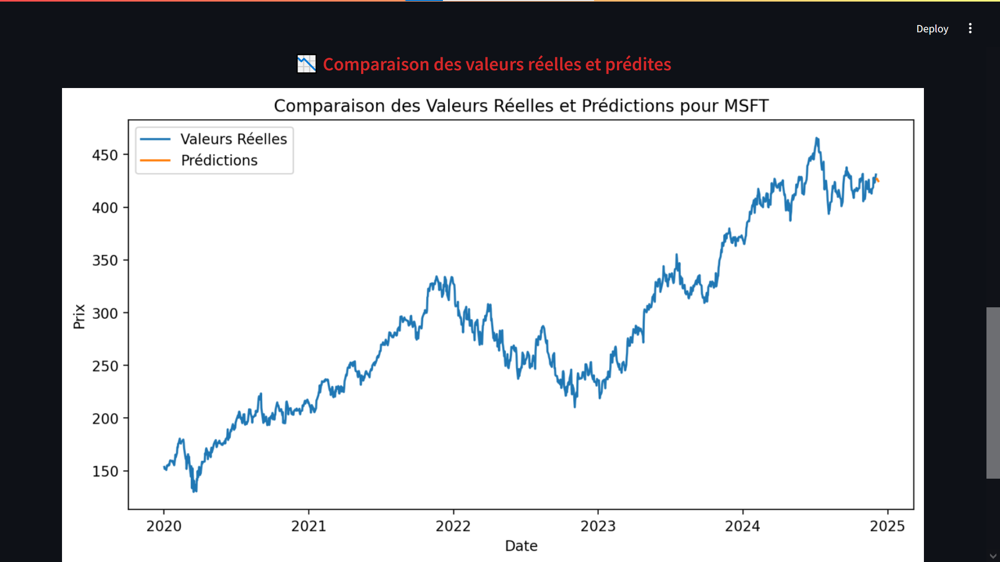 Deploy
Comparaison des valeurs réelles et prédites
Comparaison des Valeurs Réelles et Prédictions pour MSFT
Valeurs Réelles
Prédictions
450
400
350
300
250
200
150
Prix
2020 2021 2022 2023 2024 2025
Date